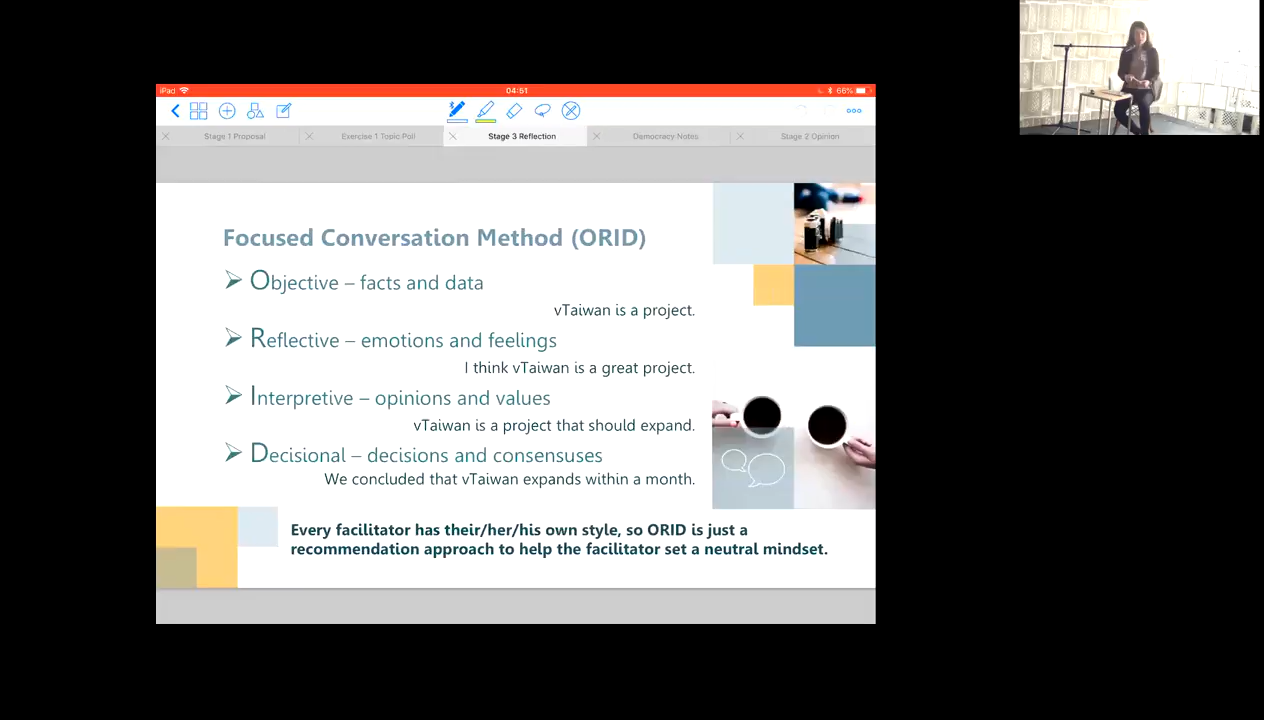 iPad
04:51
66%
Stage 1 Proposal
Exercise 1 Topic Poll
Stage 3 Reflection
Democracy Notes
Stage 2 Opinion
Focused Conversation Method (ORID)
Objective – facts and data
vTaiwan is a project.
Reflective – emotions and feelings
I think vTaiwan is a great project.
Interpretive – opinions and values
vTaiwan is a project that should expand.
Decisional – decisions and consensuses
We concluded that vTaiwan expands within a month.
Every facilitator has their/her/his own style, so ORID is just a
recommendation approach to help the facilitator set a neutral mindset.